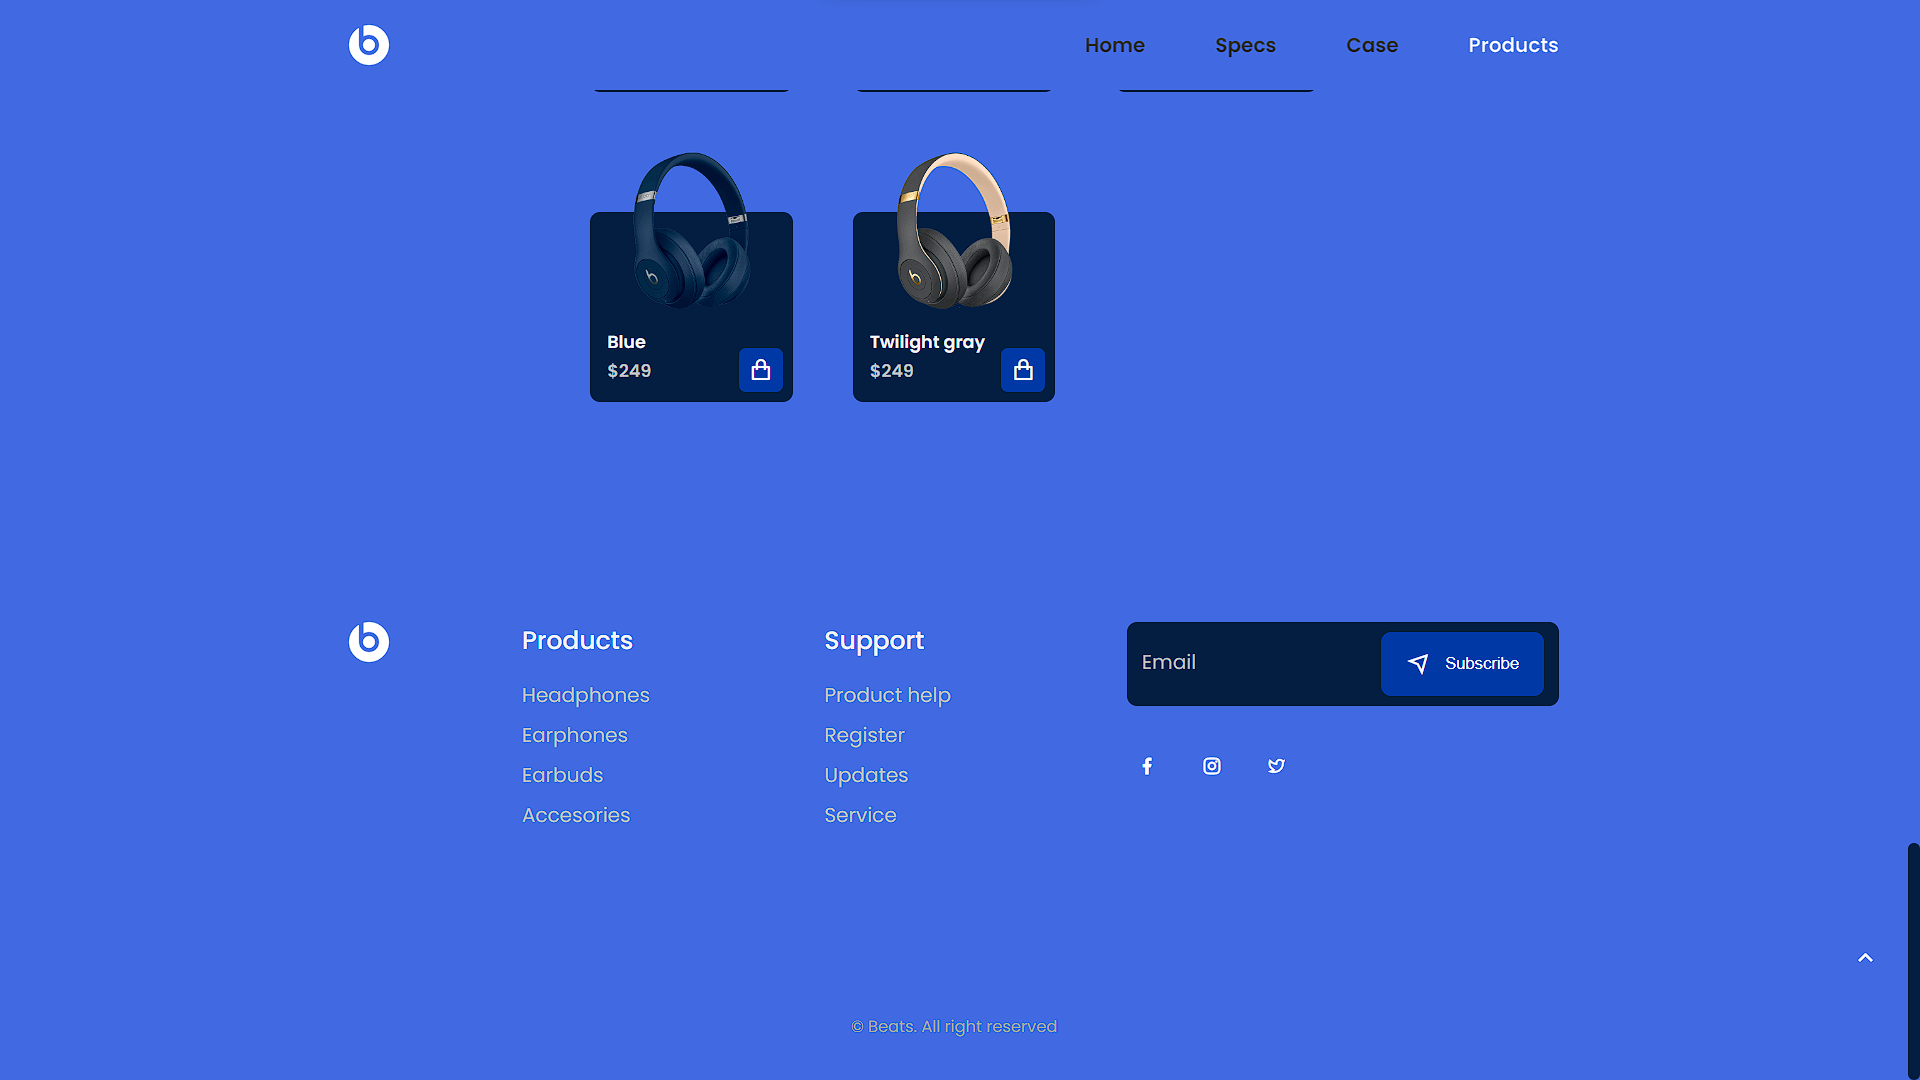 Home Specs Case Products
Blue
$249
Twilight gray
$249
Products
Headphones
Earphones
Earbuds
Accesories
Support
Product help
Register
Updates
Service
Email
Subscribe
© Beats. All right reserved